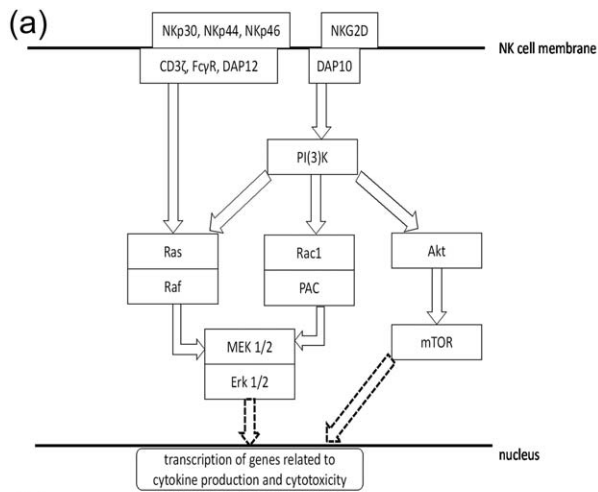 (a)
NKp30, NKp44, NKp46
NKG2D
NK cell membrane
CD3ζ, FcγR, DAP12
DAP10
PI(3)K
Ras
Rac1
Akt
Raf
PAC
MEK 1/2
mTOR
Erk 1/2
nucleus
transcription of genes related to
cytokine production and cytotoxicity